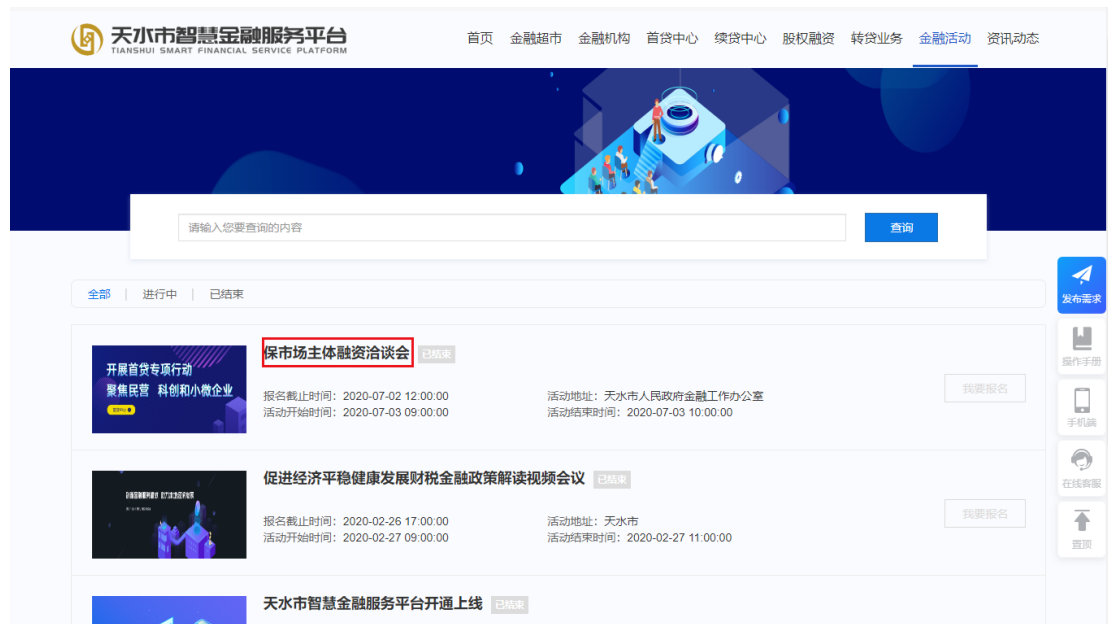 天水市智慧金融服务平台
TIANSHUI SMART FINANCIAL SERVICE PLATFORM
首页 金融超市 金融机构 首贷中心 续贷中心 股权融资 转贷业务 金融活动 资讯动态
请输入您要查询的内容
查询
全部 | 进行中 | 已结束
发布需求
操作手册
手机端
在线客服
置顶
开展首贷专项行动
聚焦民营 科创和小微企业
保市场主体融资洽谈会 已结束
报名截止时间：2020-07-02 12:00:00
活动地址：天水市人民政府金融工作办公室
活动开始时间：2020-07-03 09:00:00
活动结束时间：2020-07-03 10:00:00
我要报名
促进经济平稳健康发展财税金融政策解读视频会议 已结束
报名截止时间：2020-02-26 17:00:00
活动地址：天水市
活动开始时间：2020-02-27 09:00:00
活动结束时间：2020-02-27 11:00:00
我要报名
天水市智慧金融服务平台开通上线 已结束